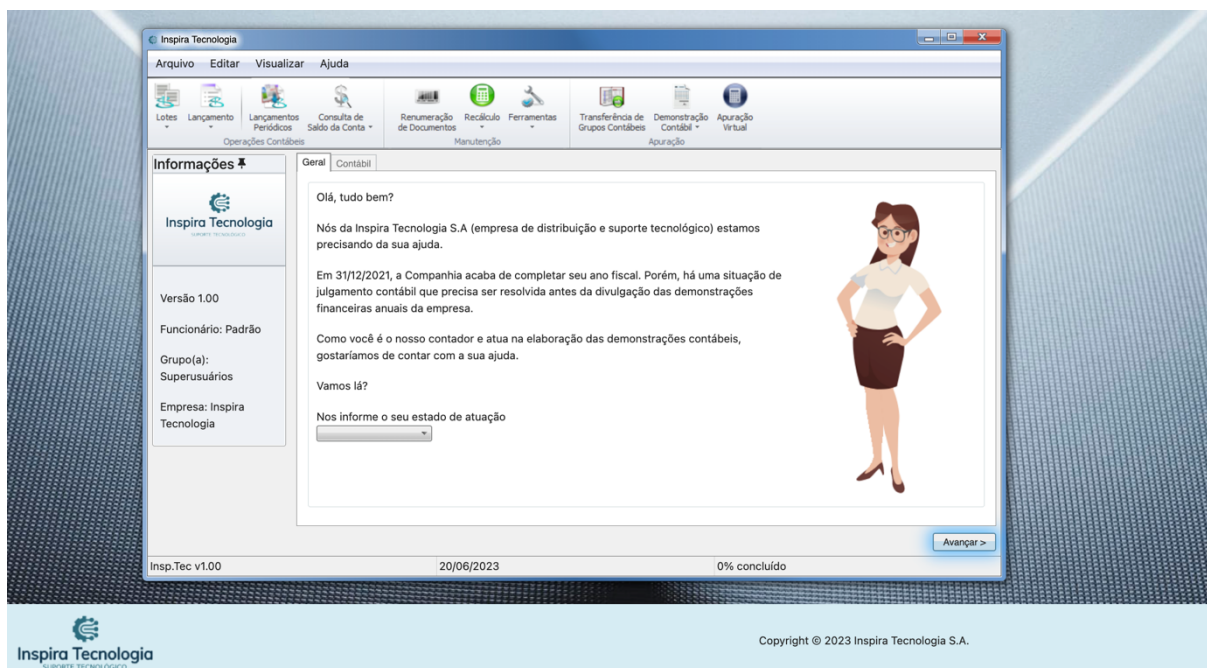 Inspira Tecnologia
Arquivo Editar Visualizar Ajuda
Lotes Lançamento Lançamentos Periódicos Consulta de Saldo da Conta Renumeração de Documentos Recálculo Ferramentas Transferência de Grupos Contábeis Demonstração Contábil Apuração Virtual
Operações Contábeis Manutenção Apuração
Informações
Inspira Tecnologia
SUPORTE TECNOLÓGICO
Versão 1.00
Funcionário: Padrão
Grupo(a):
Superusuários
Empresa: Inspira
Tecnologia
Geral Contábil
Olá, tudo bem?
Nós da Inspira Tecnologia S.A (empresa de distribuição e suporte tecnológico) estamos
precisando da sua ajuda.
Em 31/12/2021, a Companhia acaba de completar seu ano fiscal. Porém, há uma situação de
julgamento contábil que precisa ser resolvida antes da divulgação das demonstrações
financeiras anuais da empresa.
Como você é o nosso contador e atua na elaboração das demonstrações contábeis,
gostaríamos de contar com a sua ajuda.
Vamos lá?
Nos informe o seu estado de atuação
Avançar >
Insp.Tec v1.00 20/06/2023 0% concluído
Inspira Tecnologia
SUPORTE TECNOLÓGICO
Copyright © 2023 Inspira Tecnologia S.A.